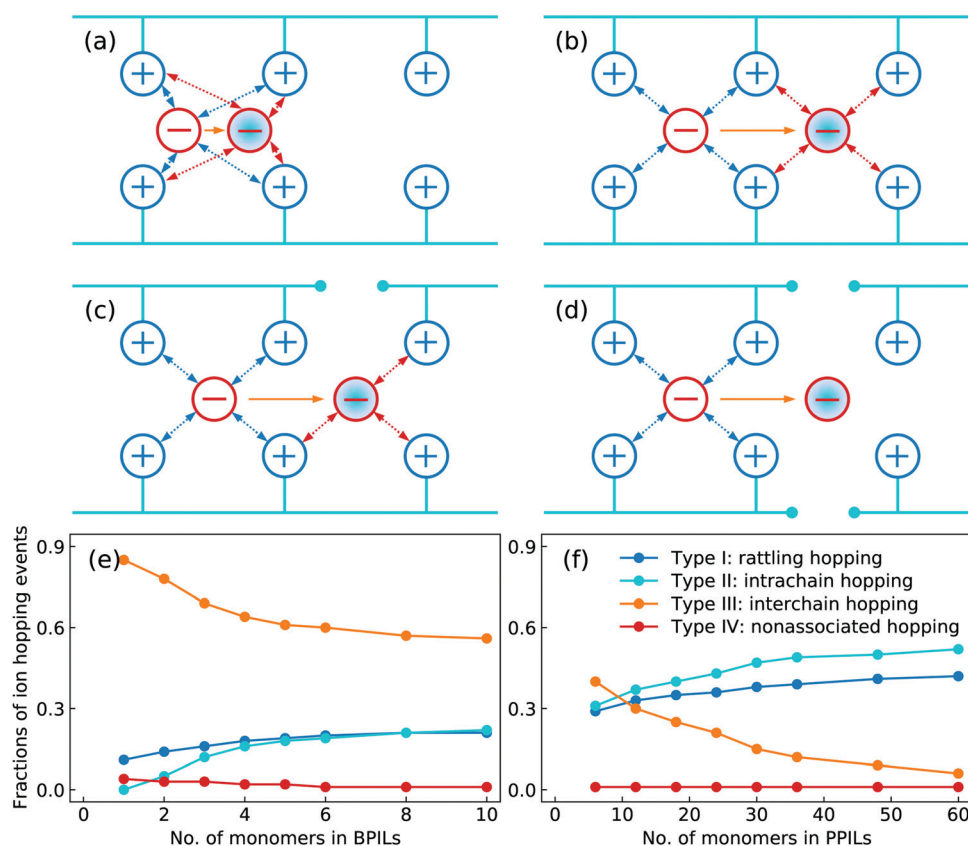 (a)
(b)
+ + +
+ + +
− −
− −
+ + +
+ + +
(c)
(d)
+ + +
+ + +
− −
− −
+ + +
+ + +
Fractions of ion hopping events
(e)
0.9
0.6
0.3
0.0
0 2 4 6 8 10
No. of monomers in BPILs
(f)
Type I: rattling hopping
Type II: intrachain hopping
Type III: interchain hopping
Type IV: nonassociated hopping
0.9
0.6
0.3
0.0
0 10 20 30 40 50 60
No. of monomers in PPILs